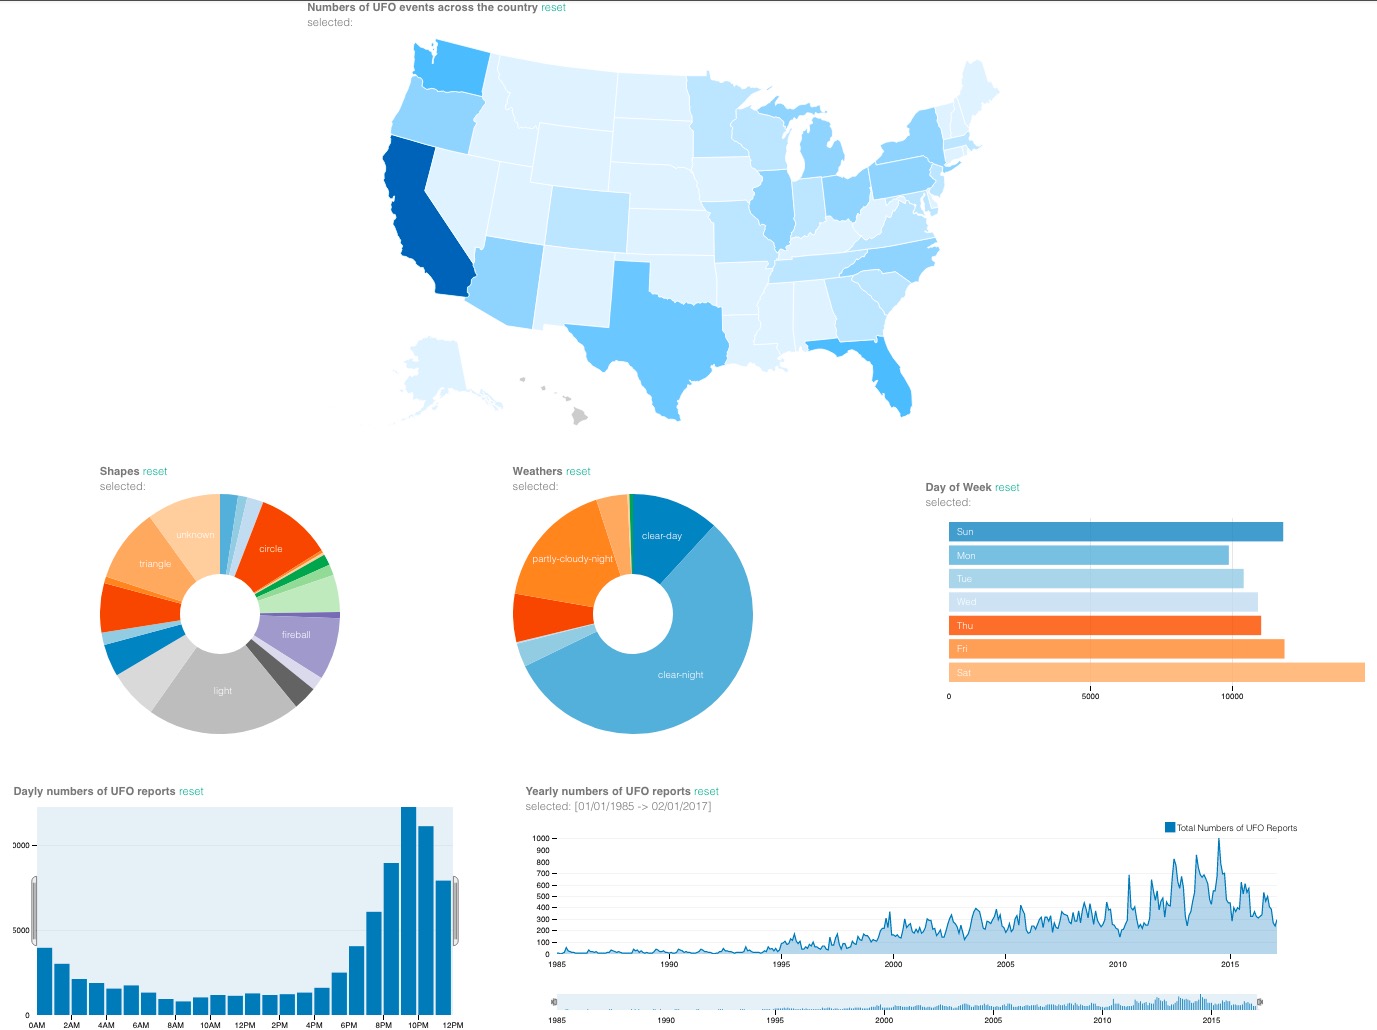 Numbers of UFO events across the country reset
selected:
Shapes reset
selected:
unknown
circle
triangle
fireball
light
Weathers reset
selected:
clear-day
partly-cloudy-night
clear-night
Day of Week reset
selected:
Sun
Mon
Tue
Wed
Thu
Fri
Sat
0 5000 10000
Dayly numbers of UFO reports reset
0000
5000
0
0AM 2AM 4AM 6AM 8AM 10AM 12PM 2PM 4PM 6PM 8PM 10PM 12PM
Yearly numbers of UFO reports reset
selected: [01/01/1985 -> 02/01/2017]
Total Numbers of UFO Reports
1000
900
800
700
600
500
400
300
200
100
0
1985 1990 1995 2000 2005 2010 2015
1985 1990 1995 2000 2005 2010 2015